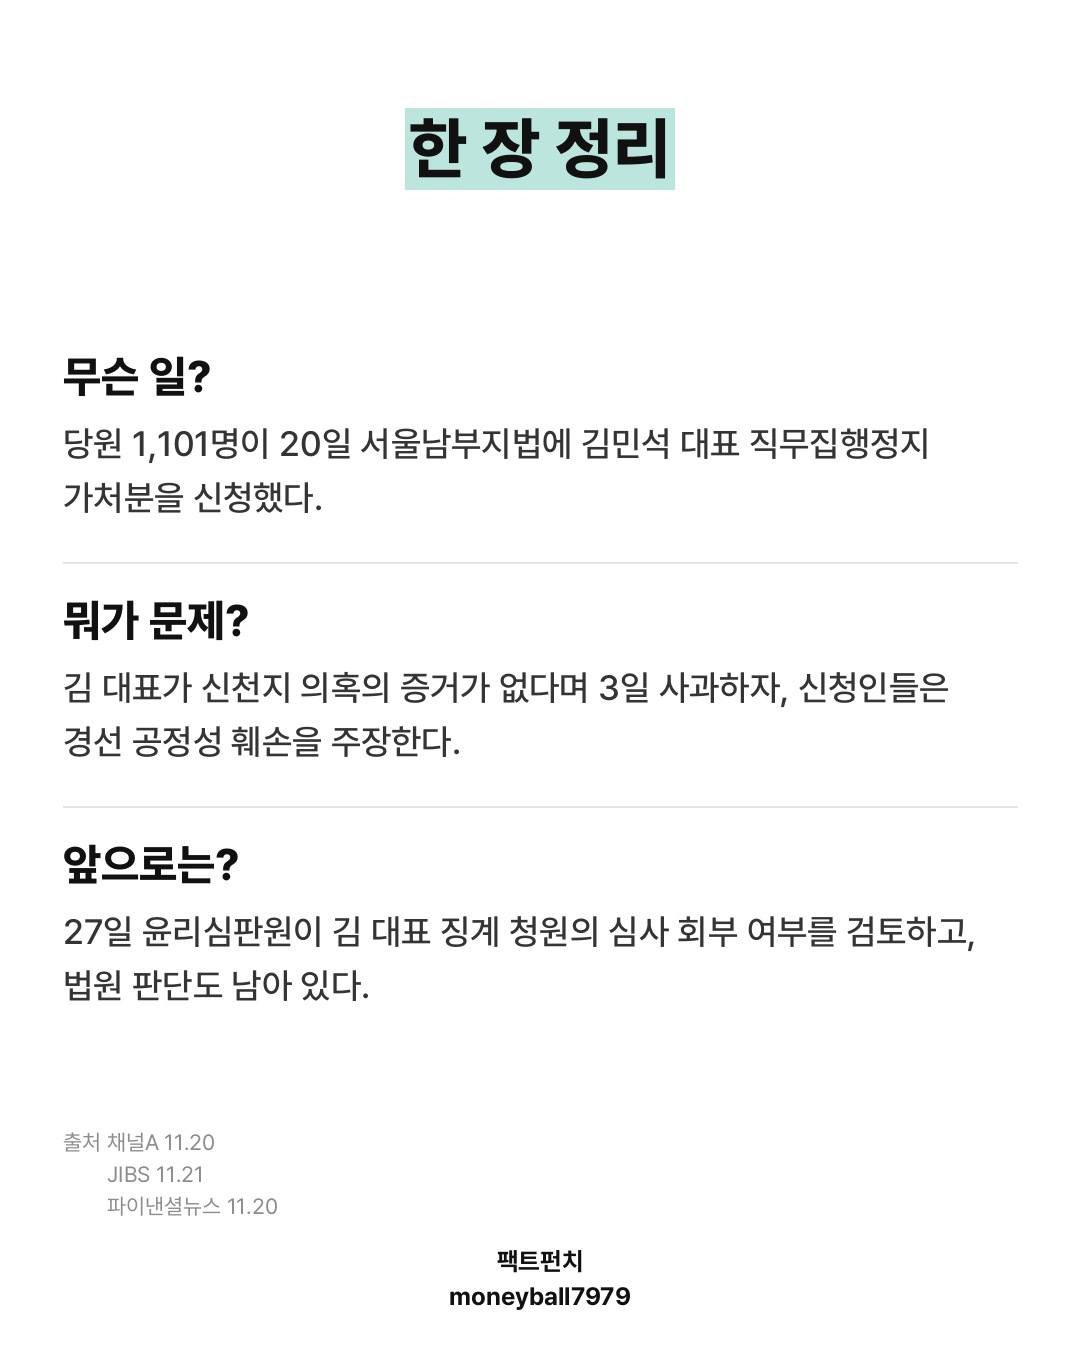 한 장 정리
무슨 일?
당원 1,101명이 20일 서울남부지법에 김민석 대표 직무집행정지
가처분을 신청했다.
뭐가 문제?
김 대표가 신천지 의혹의 증거가 없다며 3일 사과하자, 신청인들은
경선 공정성 훼손을 주장한다.
앞으로는?
27일 윤리심판원이 김 대표 징계 청원의 심사 회부 여부를 검토하고,
법원 판단도 남아 있다.
출처 채널A 11.20
JIBS 11.21
파이낸셜뉴스 11.20
팩트펀치
moneyball7979